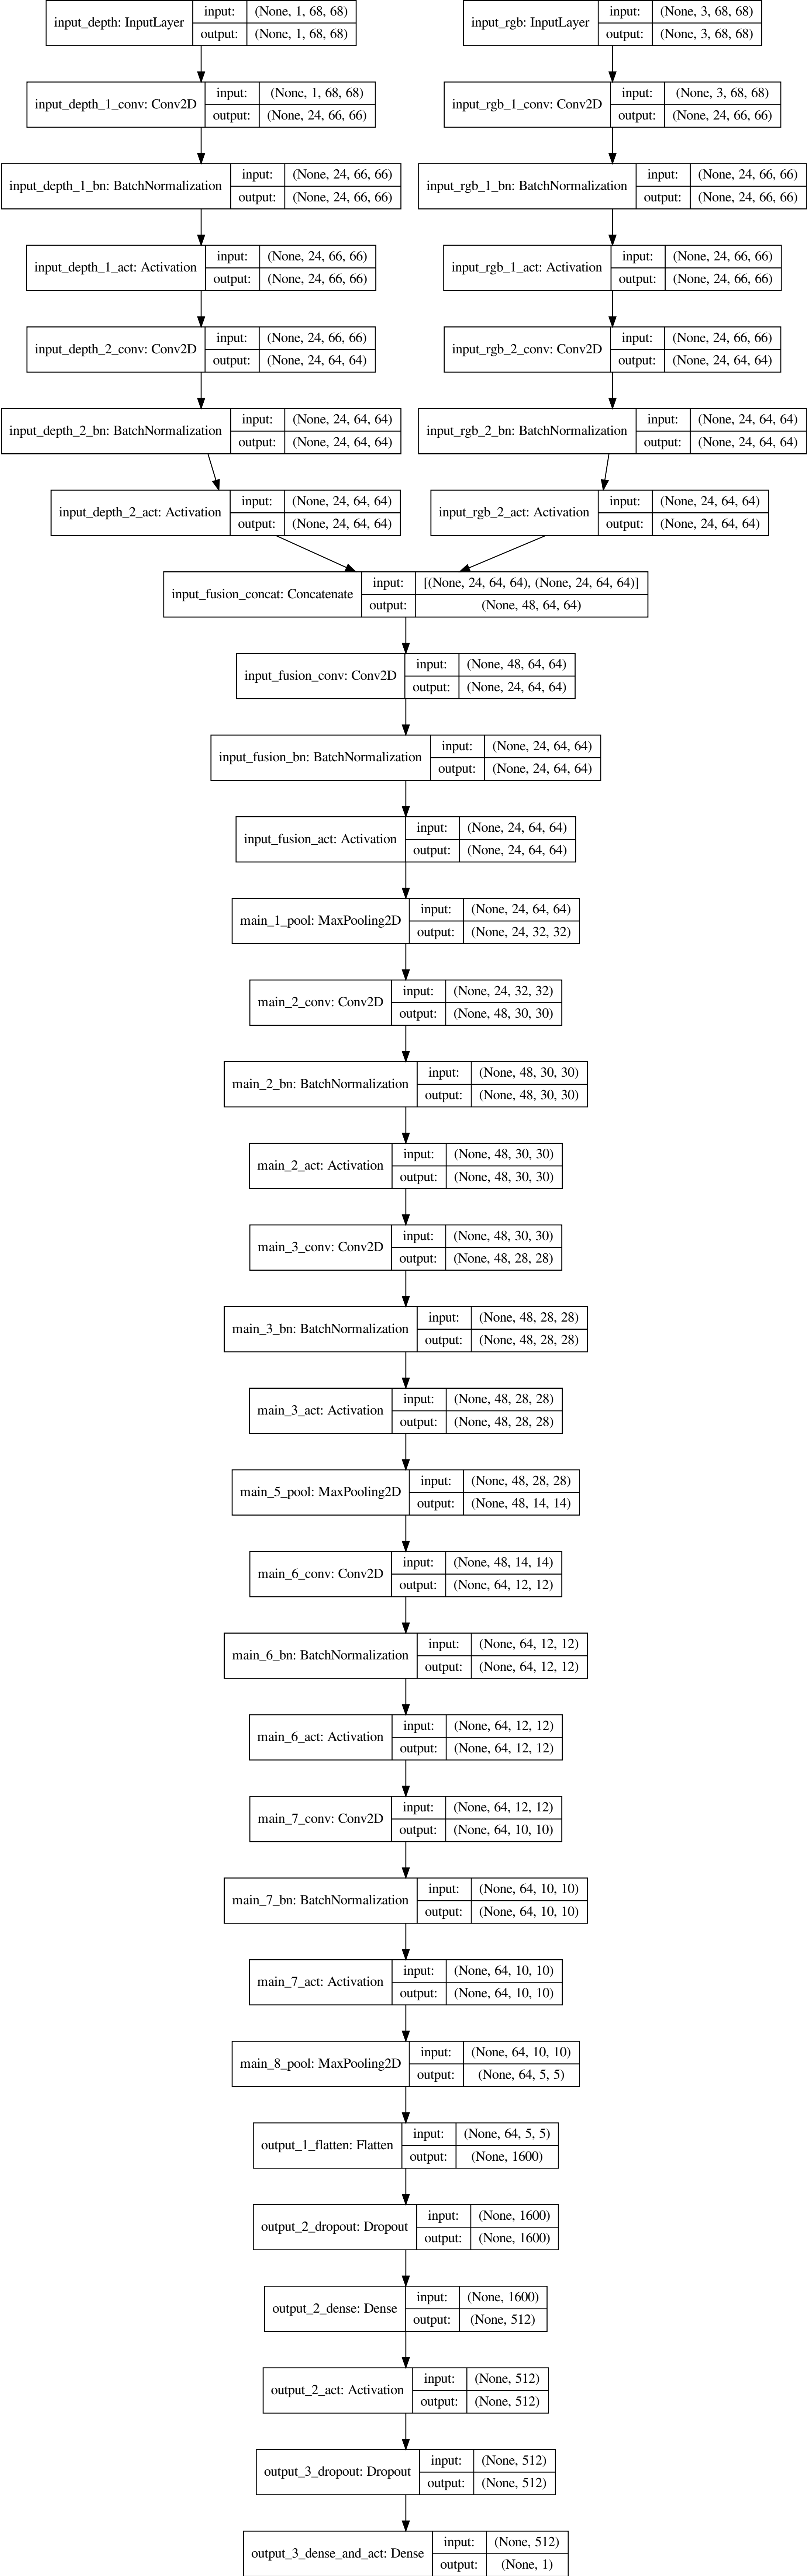 input_depth: InputLayer input: (None, 1, 68, 68)
output: (None, 1, 68, 68)
input_rgb: InputLayer input: (None, 3, 68, 68)
output: (None, 3, 68, 68)
input_depth_1_conv: Conv2D input: (None, 1, 68, 68)
output: (None, 24, 66, 66)
input_rgb_1_conv: Conv2D input: (None, 3, 68, 68)
output: (None, 24, 66, 66)
input_depth_1_bn: BatchNormalization input: (None, 24, 66, 66)
output: (None, 24, 66, 66)
input_rgb_1_bn: BatchNormalization input: (None, 24, 66, 66)
output: (None, 24, 66, 66)
input_depth_1_act: Activation input: (None, 24, 66, 66)
output: (None, 24, 66, 66)
input_rgb_1_act: Activation input: (None, 24, 66, 66)
output: (None, 24, 66, 66)
input_depth_2_conv: Conv2D input: (None, 24, 66, 66)
output: (None, 24, 64, 64)
input_rgb_2_conv: Conv2D input: (None, 24, 66, 66)
output: (None, 24, 64, 64)
input_depth_2_bn: BatchNormalization input: (None, 24, 64, 64)
output: (None, 24, 64, 64)
input_rgb_2_bn: BatchNormalization input: (None, 24, 64, 64)
output: (None, 24, 64, 64)
input_depth_2_act: Activation input: (None, 24, 64, 64)
output: (None, 24, 64, 64)
input_rgb_2_act: Activation input: (None, 24, 64, 64)
output: (None, 24, 64, 64)
input_fusion_concat: Concatenate input: [(None, 24, 64, 64), (None, 24, 64, 64)]
output: (None, 48, 64, 64)
input_fusion_conv: Conv2D input: (None, 48, 64, 64)
output: (None, 24, 64, 64)
input_fusion_bn: BatchNormalization input: (None, 24, 64, 64)
output: (None, 24, 64, 64)
input_fusion_act: Activation input: (None, 24, 64, 64)
output: (None, 24, 64, 64)
main_1_pool: MaxPooling2D input: (None, 24, 64, 64)
output: (None, 24, 32, 32)
main_2_conv: Conv2D input: (None, 24, 32, 32)
output: (None, 48, 30, 30)
main_2_bn: BatchNormalization input: (None, 48, 30, 30)
output: (None, 48, 30, 30)
main_2_act: Activation input: (None, 48, 30, 30)
output: (None, 48, 30, 30)
main_3_conv: Conv2D input: (None, 48, 30, 30)
output: (None, 48, 28, 28)
main_3_bn: BatchNormalization input: (None, 48, 28, 28)
output: (None, 48, 28, 28)
main_3_act: Activation input: (None, 48, 28, 28)
output: (None, 48, 28, 28)
main_5_pool: MaxPooling2D input: (None, 48, 28, 28)
output: (None, 48, 14, 14)
main_6_conv: Conv2D input: (None, 48, 14, 14)
output: (None, 64, 12, 12)
main_6_bn: BatchNormalization input: (None, 64, 12, 12)
output: (None, 64, 12, 12)
main_6_act: Activation input: (None, 64, 12, 12)
output: (None, 64, 12, 12)
main_7_conv: Conv2D input: (None, 64, 12, 12)
output: (None, 64, 10, 10)
main_7_bn: BatchNormalization input: (None, 64, 10, 10)
output: (None, 64, 10, 10)
main_7_act: Activation input: (None, 64, 10, 10)
output: (None, 64, 10, 10)
main_8_pool: MaxPooling2D input: (None, 64, 10, 10)
output: (None, 64, 5, 5)
output_1_flatten: Flatten input: (None, 64, 5, 5)
output: (None, 1600)
output_2_dropout: Dropout input: (None, 1600)
output: (None, 1600)
output_2_dense: Dense input: (None, 1600)
output: (None, 512)
output_2_act: Activation input: (None, 512)
output: (None, 512)
output_3_dropout: Dropout input: (None, 512)
output: (None, 512)
output_3_dense_and_act: Dense input: (None, 512)
output: (None, 1)